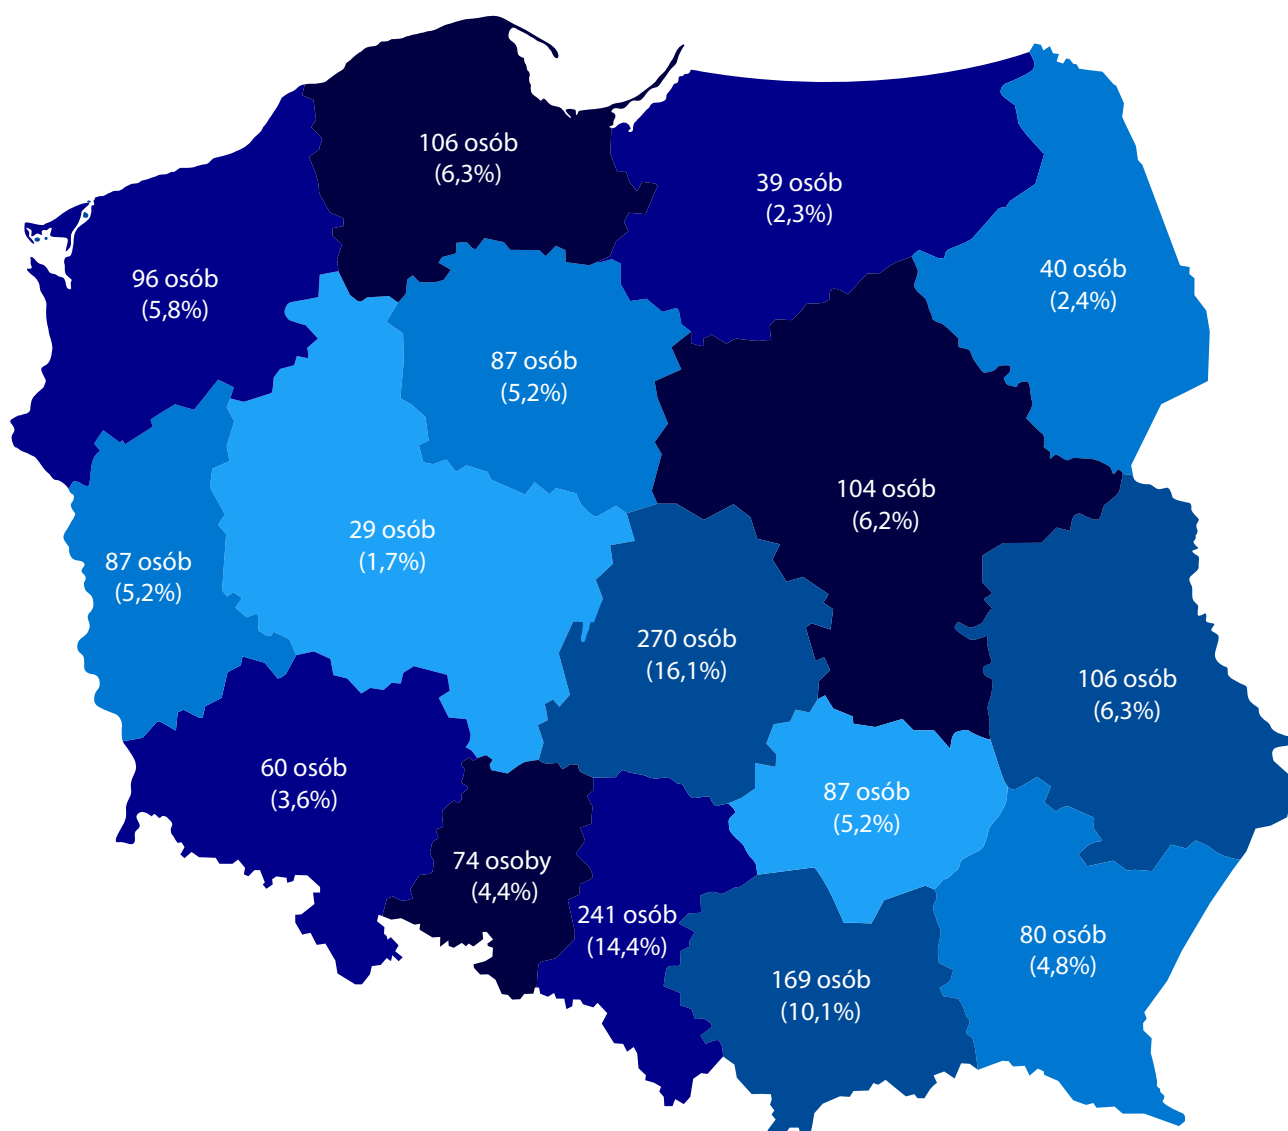 106 osób
(6,3%)
39 osób
(2,3%)
96 osób
(5,8%)
40 osób
(2,4%)
87 osób
(5,2%)
104 osób
(6,2%)
29 osób
(1,7%)
87 osób
(5,2%)
270 osób
(16,1%)
106 osób
(6,3%)
60 osób
(3,6%)
87 osób
(5,2%)
74 osoby
(4,4%)
241 osób
(14,4%)
80 osób
(4,8%)
169 osób
(10,1%)